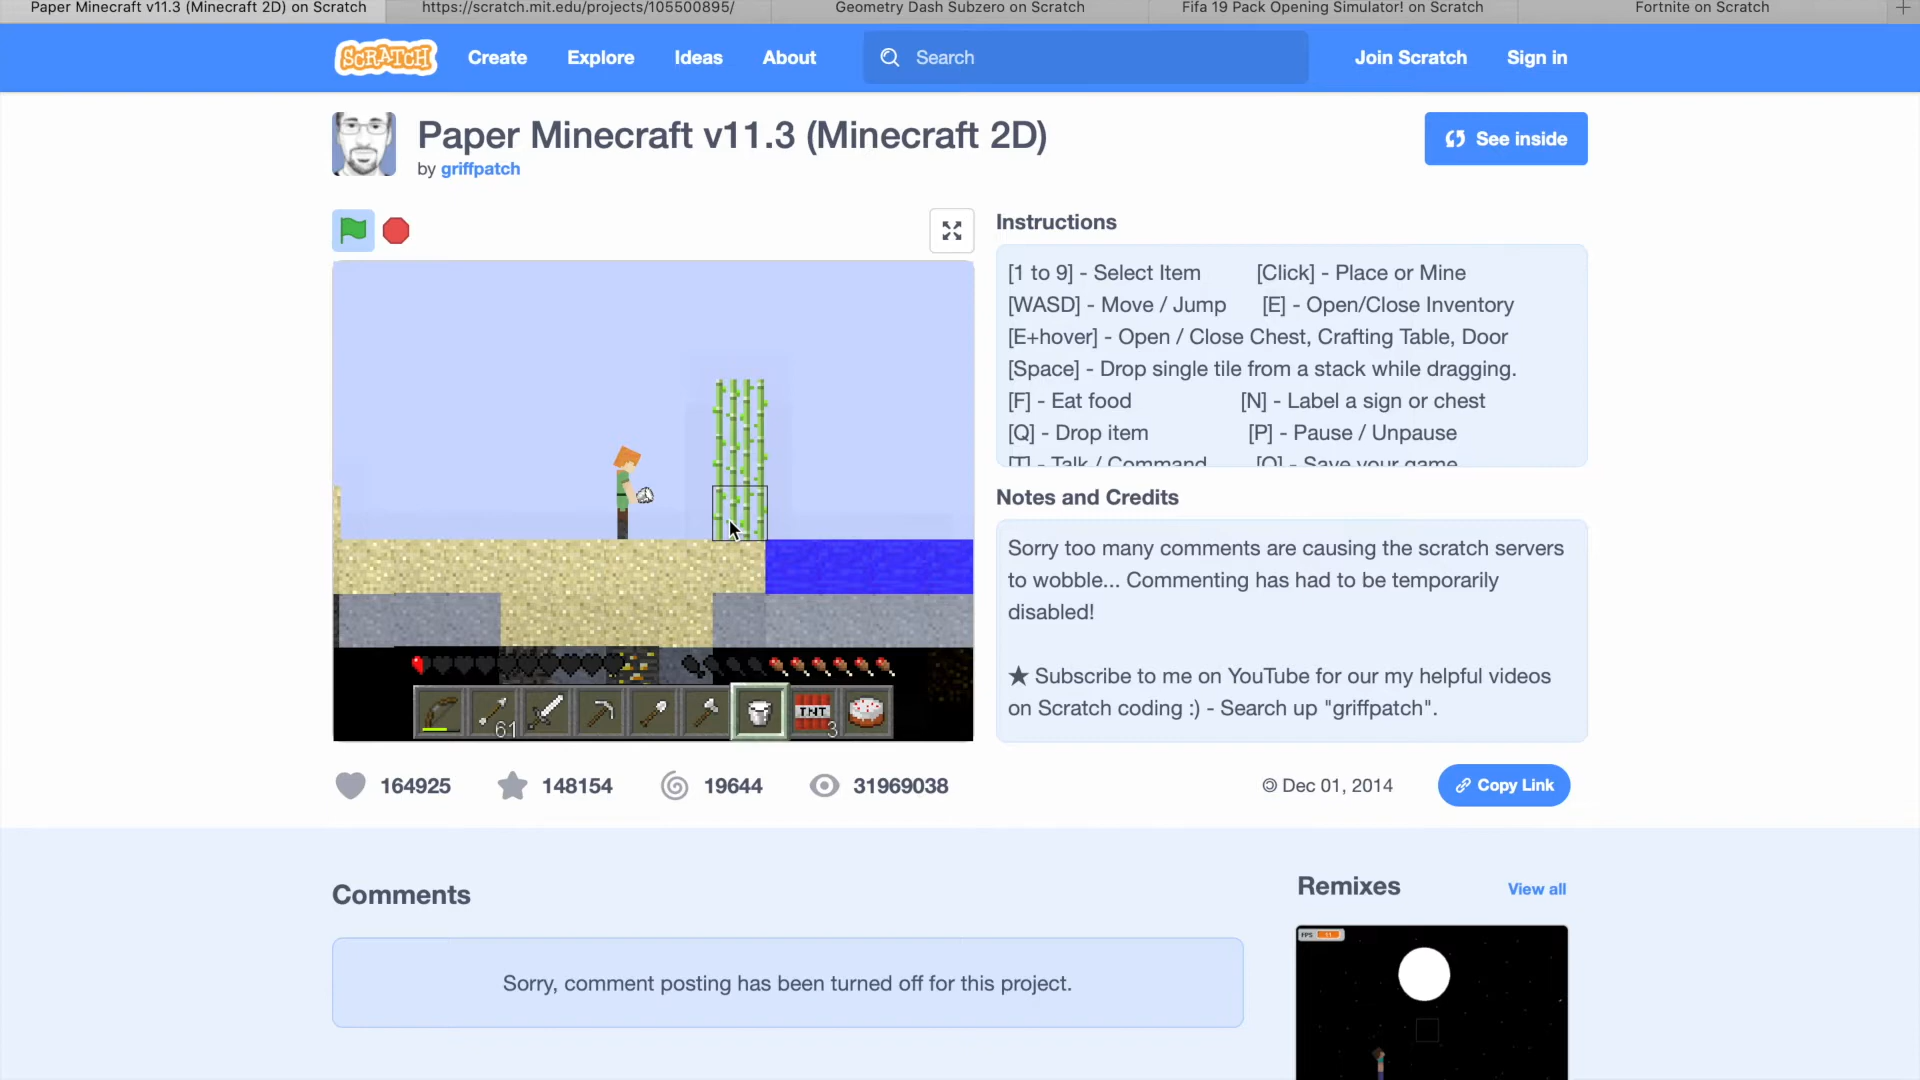 Paper Minecraft v11.3 (Minecraft 2D) on Scratch
https://scratch.mit.edu/projects/105500895/
Geometry Dash Subzero on Scratch
Fifa 19 Pack Opening Simulator! on Scratch
Fortnite on Scratch
SCRATCH
Create
Explore
Ideas
About
Search
Join Scratch
Sign in
Paper Minecraft v11.3 (Minecraft 2D)
by griffpatch
See inside
Instructions
[1 to 9] - Select Item [Click] - Place or Mine
[WASD] - Move / Jump [E] - Open/Close Inventory
[E+hover] - Open / Close Chest, Crafting Table, Door
[Space] - Drop single tile from a stack while dragging.
[F] - Eat food [N] - Label a sign or chest
[Q] - Drop item [P] - Pause / Unpause
[T] - Talk / Command [O] - Save your game
61
TNT
3
Notes and Credits
Sorry too many comments are causing the scratch servers
to wobble... Commenting has had to be temporarily
disabled!
★ Subscribe to me on YouTube for our my helpful videos
on Scratch coding :) - Search up "griffpatch".
164925
148154
19644
31969038
© Dec 01, 2014
Copy Link
Comments
Sorry, comment posting has been turned off for this project.
Remixes
View all
FPS